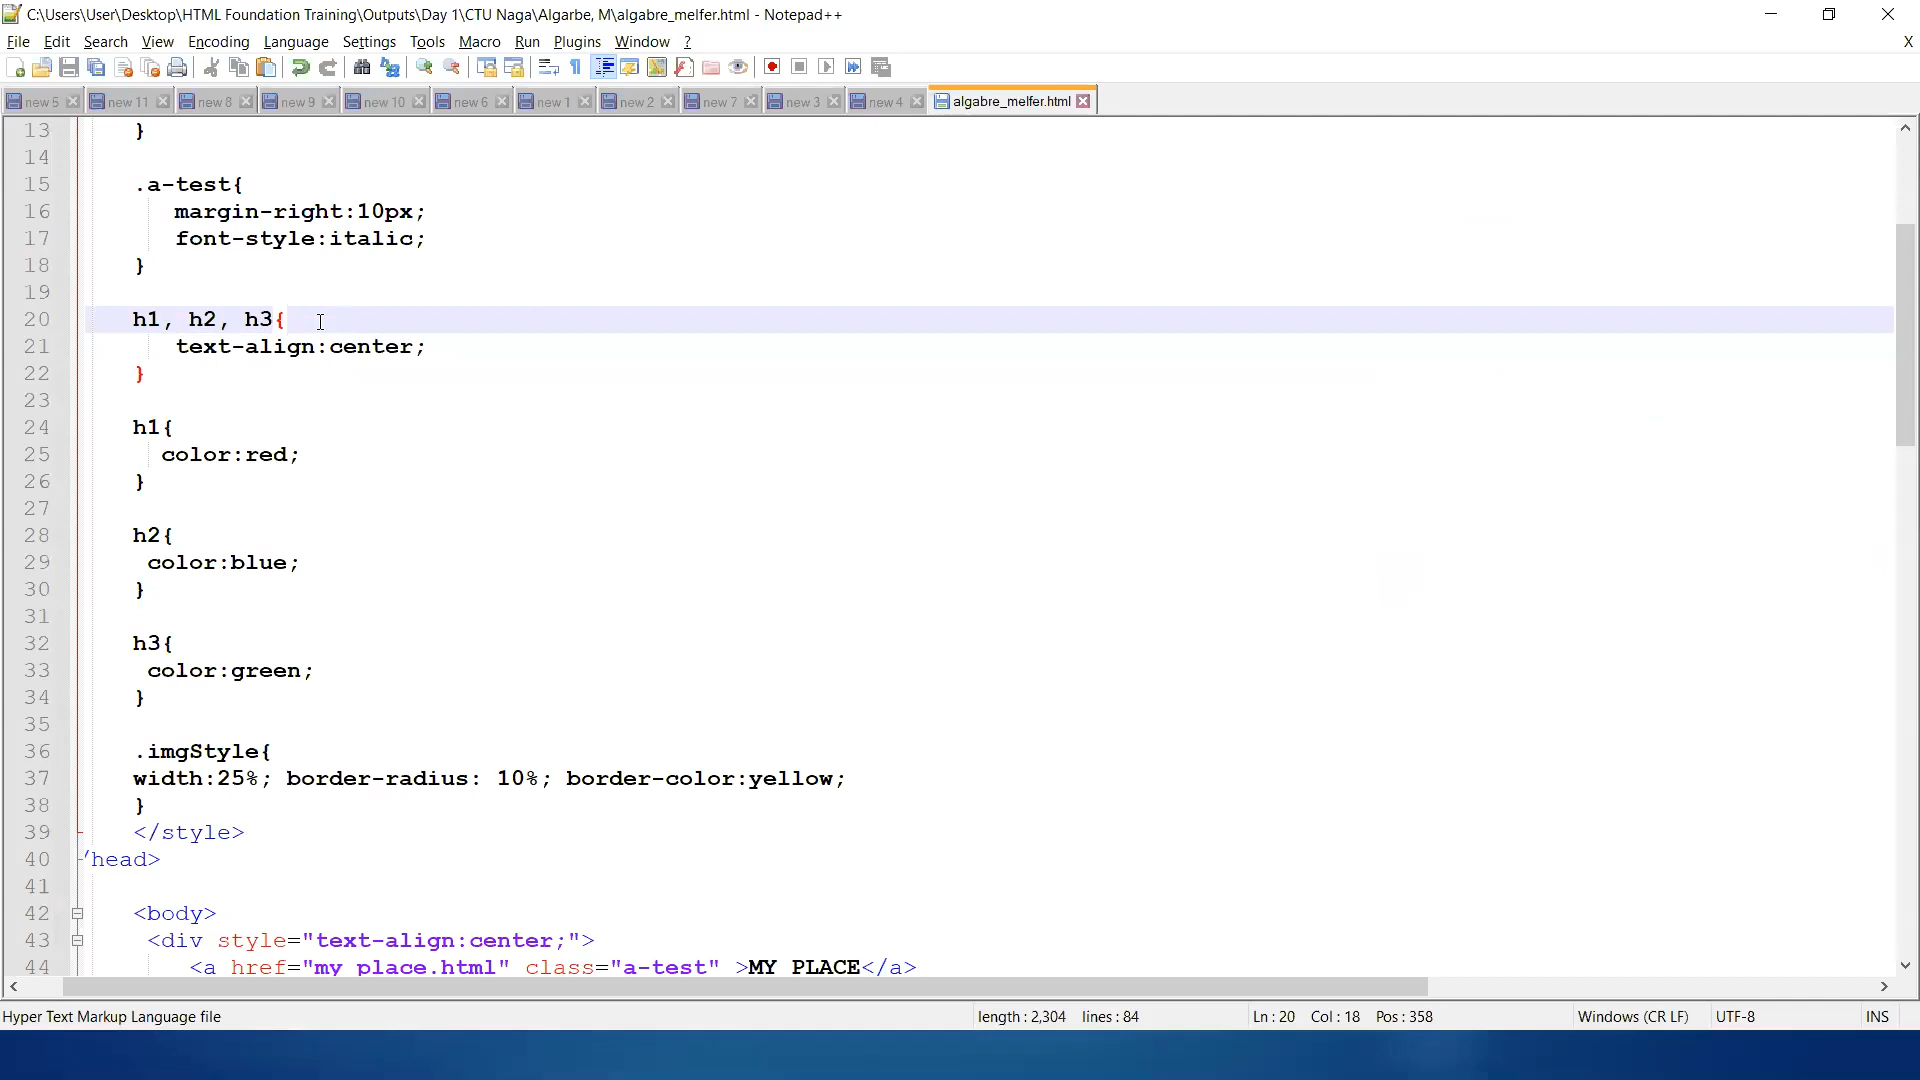 C:\Users\User\Desktop\HTML Foundation Training\Outputs\Day 1\CTU Naga\Algarbe, M\algabre_melfer.html - Notepad++
File Edit Search View Encoding Language Settings Tools Macro Run Plugins Window ? X
new 5 new 11 new 8 new 9 new 10 new 6 new 1 new 2 new 7 new 3 new 4 algabre_melfer.html
13 }
14
15 .a-test{
16 margin-right:10px;
17 font-style:italic;
18 }
19
20 h1, h2, h3{
21 text-align:center;
22 }
23
24 h1{
25 color:red;
26 }
27
28 h2{
29 color:blue;
30 }
31
32 h3{
33 color:green;
34 }
35
36 .imgStyle{
37 width:25%; border-radius: 10%; border-color:yellow;
38 }
39 </style>
40 /head>
41
42 <body>
43 <div style="text-align:center;">
44 <a href="my place.html" class="a-test" >MY PLACE</a>
Hyper Text Markup Language file length : 2,304 lines : 84 Ln : 20 Col : 18 Pos : 358 Windows (CR LF) UTF-8 INS